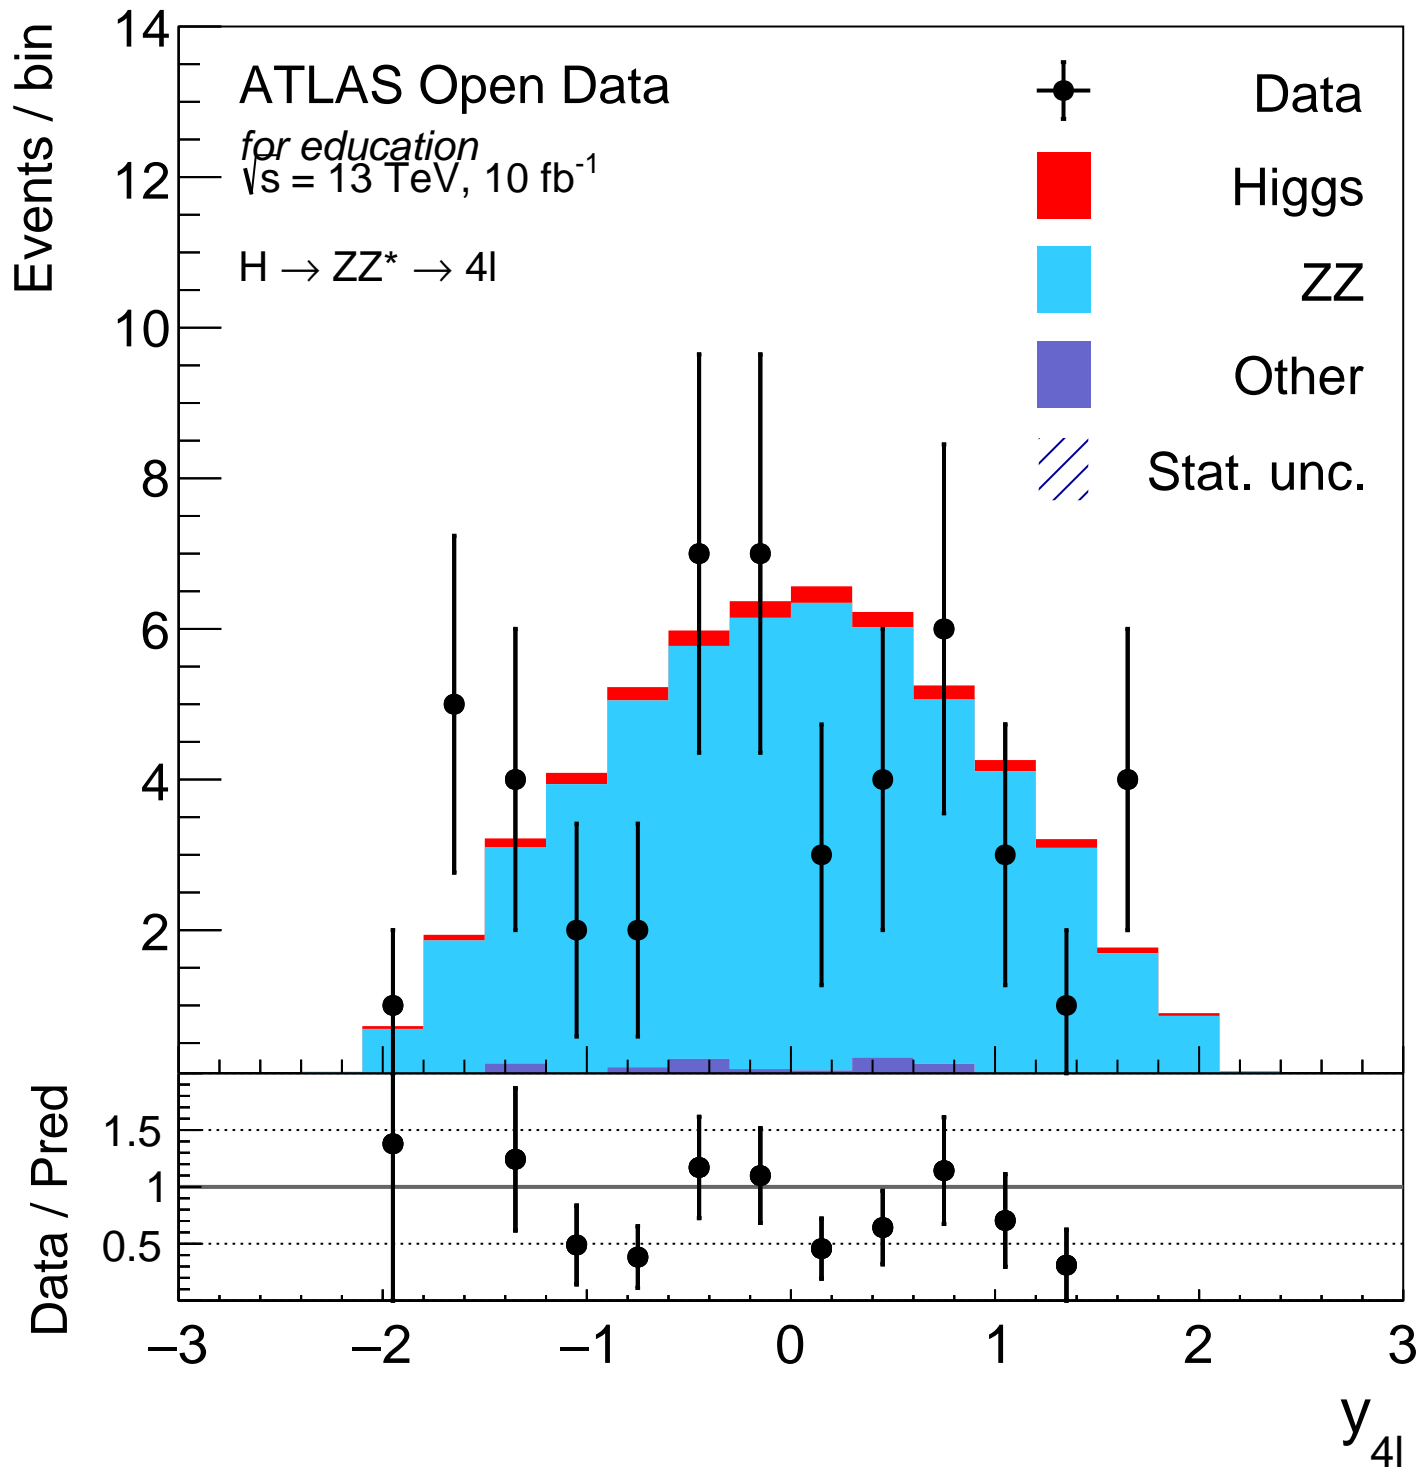 Events / bin
14
12
10
8
6
4
2
ATLAS Open Data
for education
√s = 13 TeV, 10 fb⁻¹
H → ZZ* → 4l
Data
Higgs
ZZ
Other
Stat. unc.
Data / Pred
1.5
1
0.5
−3
−2
−1
0
1
2
3
y₄ₗ